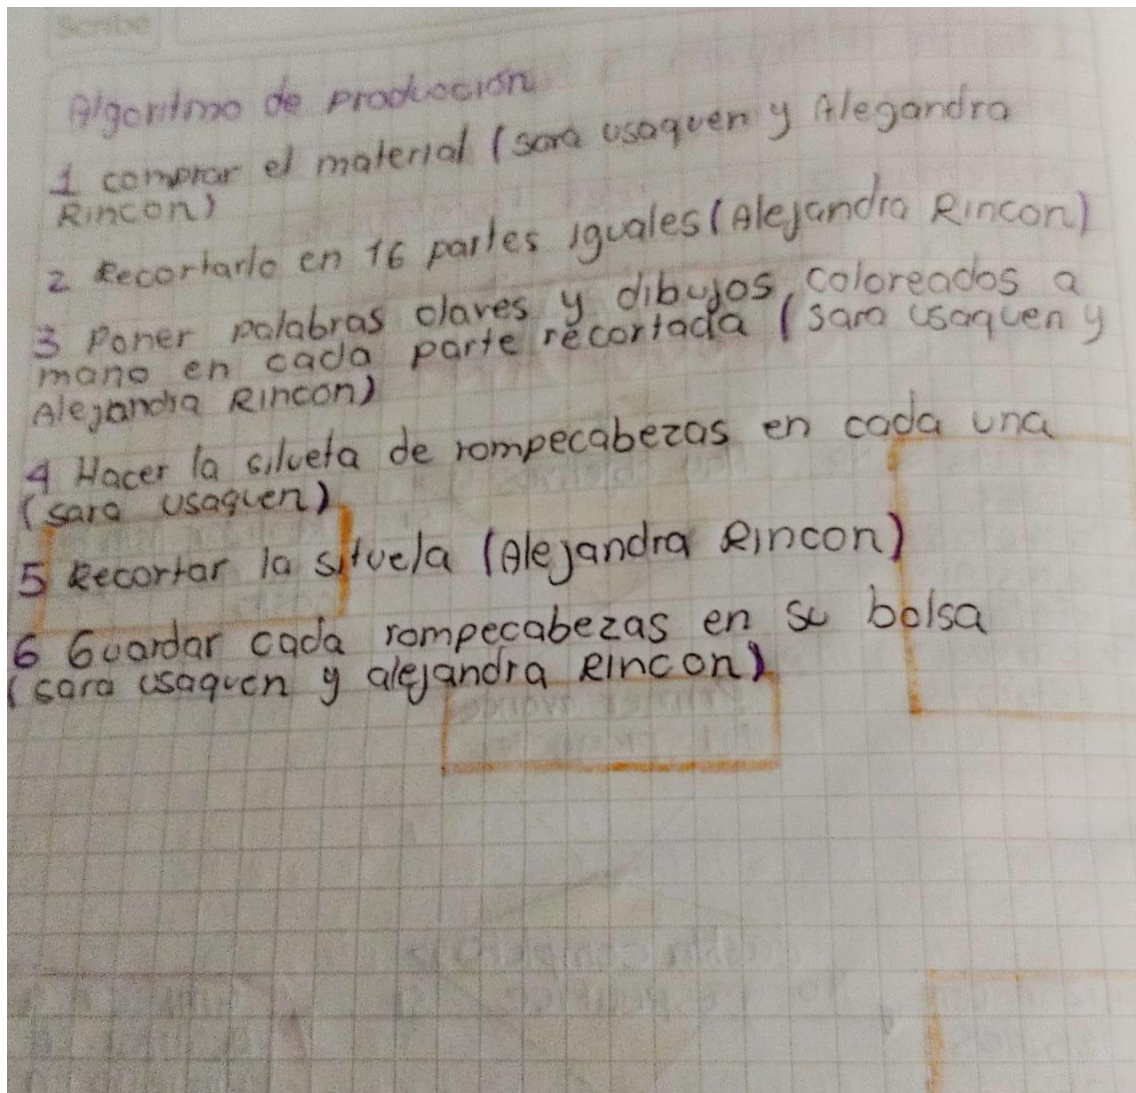 Scribe
Algoritmo de producción
1 comprar el material (sara usaquen y Alegandra
Rincon)
2 Recortarlo en 16 partes iguales (Alejandra Rincon)
3 Poner palabras claves y dibujos, coloreados a
mano en cada parte recortada (sara usaquen y
Alejandra Rincon)
4 Hacer la silueta de rompecabezas en cada una
(sara usaquen)
5 Recortar la situela (Alejandra Rincon)
6 Guardar cada rompecabezas en su bolsa
(sara usaquen y alejandra Rincon)